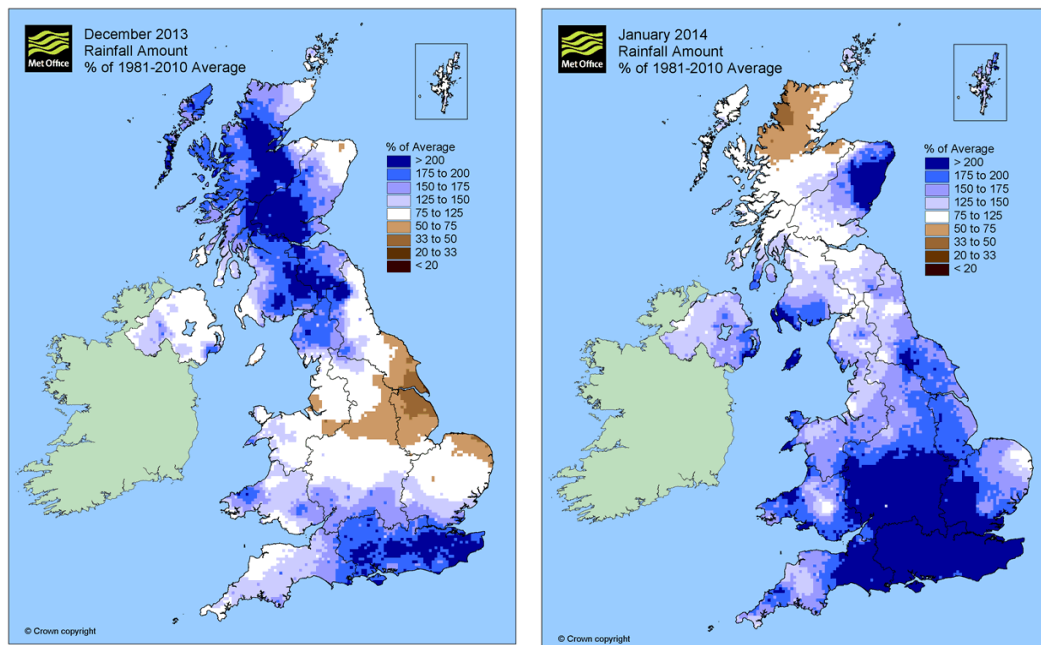 December 2013
Rainfall Amount
% of 1981-2010 Average
Met Office
% of Average
> 200
175 to 200
150 to 175
125 to 150
75 to 125
50 to 75
33 to 50
20 to 33
< 20
© Crown copyright
January 2014
Rainfall Amount
% of 1981-2010 Average
Met Office
% of Average
> 200
175 to 200
150 to 175
125 to 150
75 to 125
50 to 75
33 to 50
20 to 33
< 20
© Crown copyright